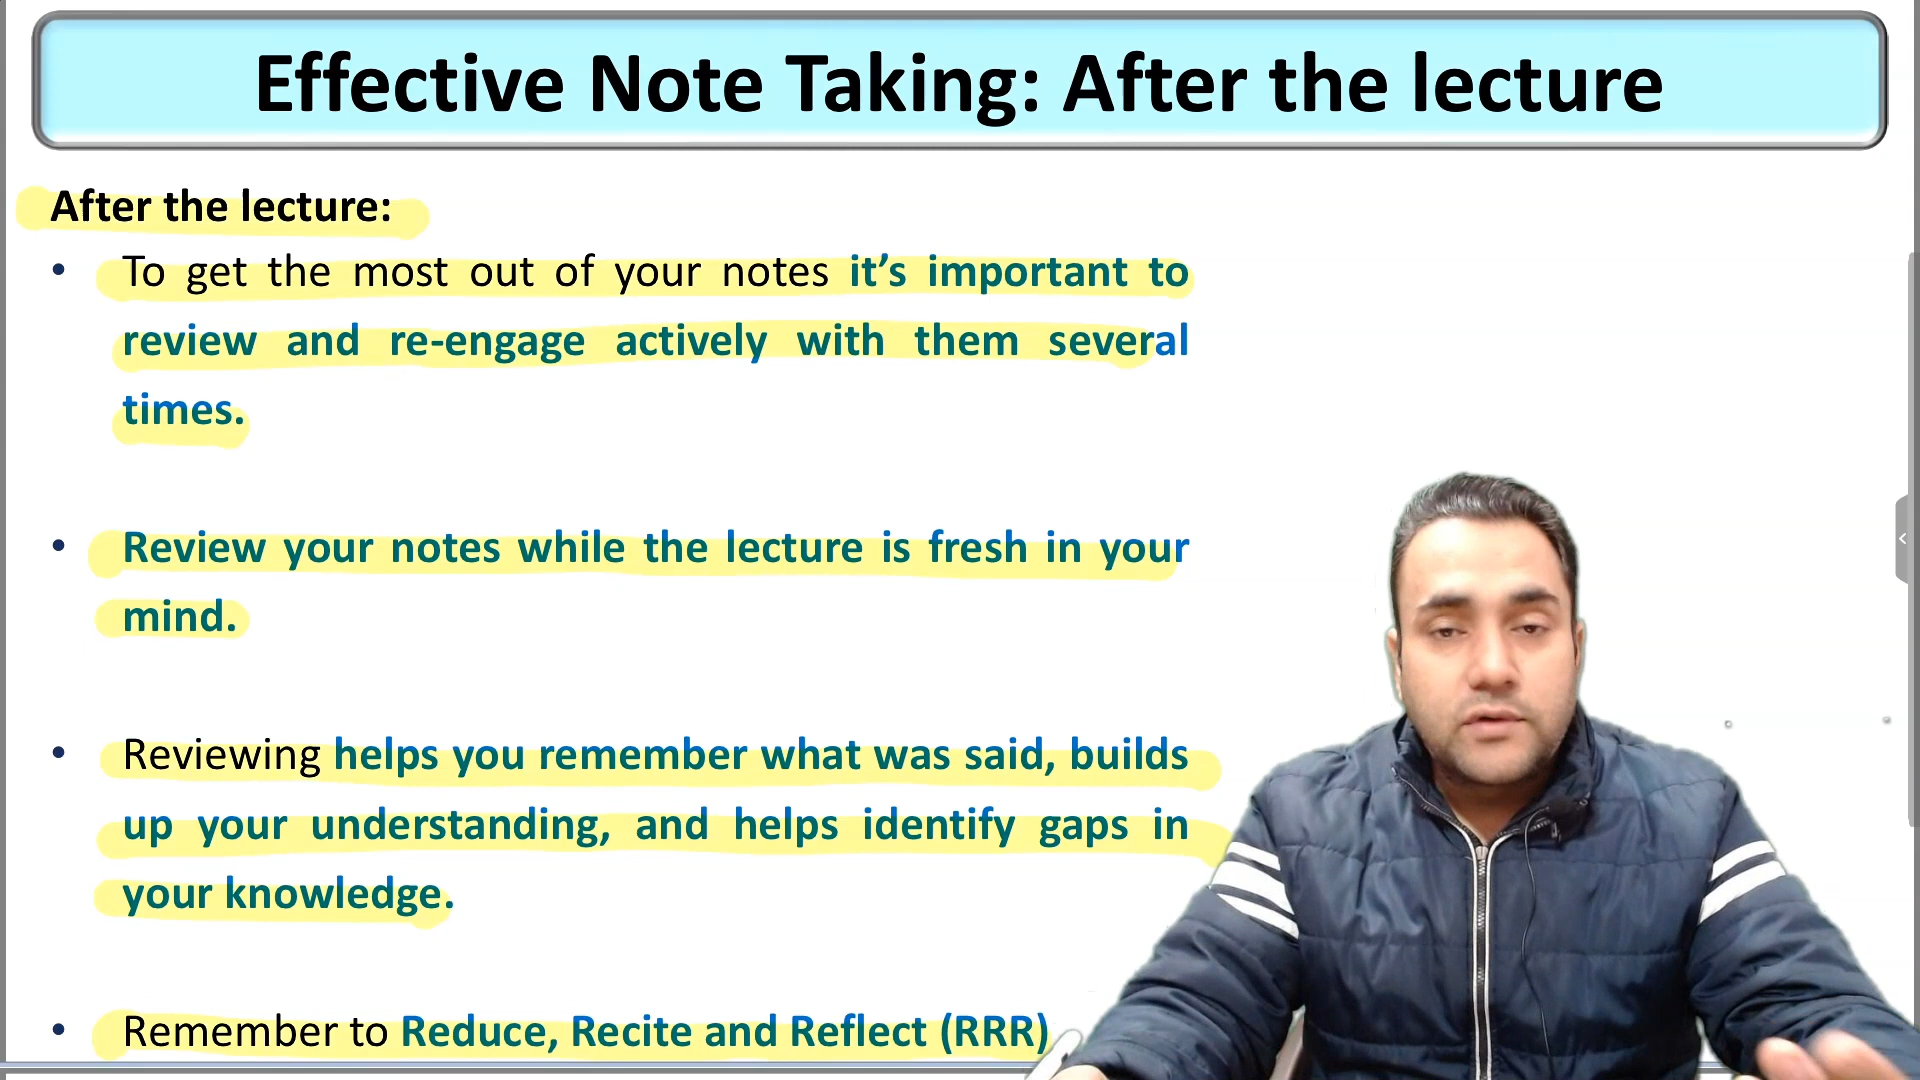 Effective Note Taking: After the lecture
After the lecture:
• To get the most out of your notes it’s important to
review and re-engage actively with them several
times.
• Review your notes while the lecture is fresh in your
mind.
• Reviewing helps you remember what was said, builds
up your understanding, and helps identify gaps in
your knowledge.
• Remember to Reduce, Recite and Reflect (RRR)